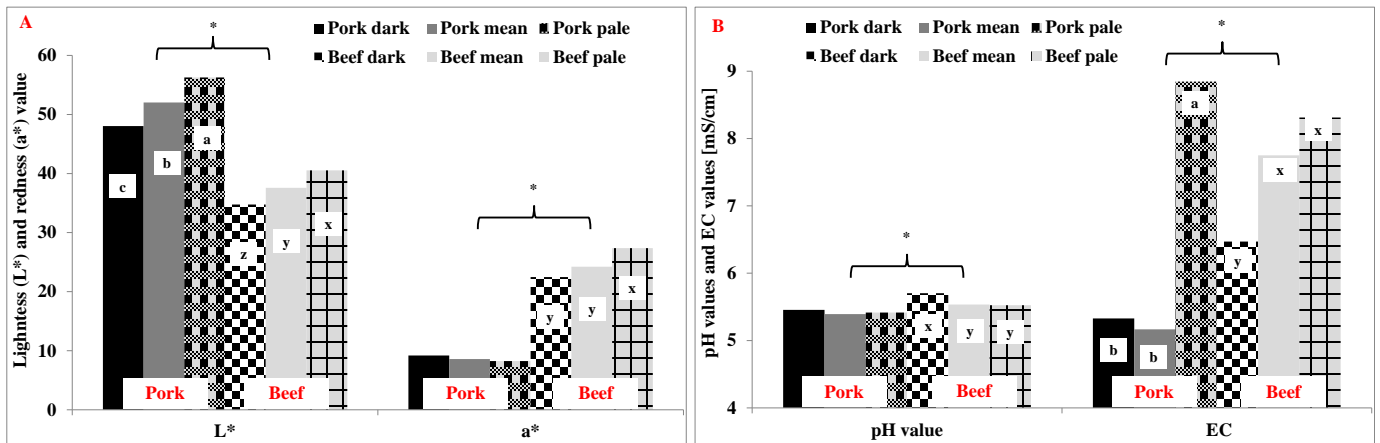 A
* Pork dark Pork mean Pork pale
Beef dark Beef mean Beef pale
Lighntess (L*) and redness (a*) value
60
50
40
30
20
10
0
c
b
a
z
y
x
*
y
y
x
Pork
Beef
Pork
Beef
L*
a*
B
Pork dark Pork mean Pork pale
Beef dark Beef mean Beef pale
*
pH values and EC values [mS/cm]
9
8
7
6
5
4
*
x
y
y
b
b
a
y
x
x
Pork
Beef
Pork
Beef
pH value
EC